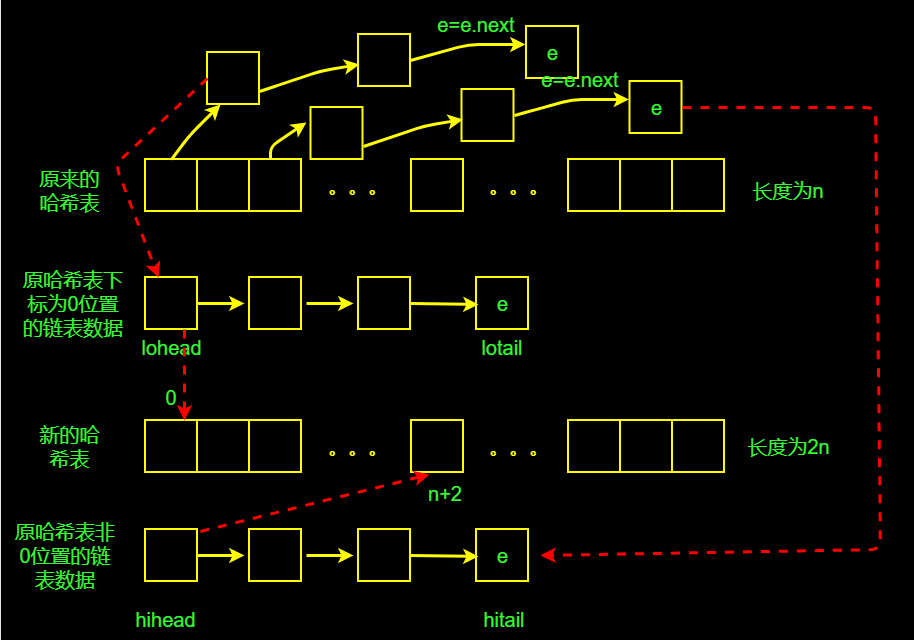 e=e.next
e
e=e.next
e
原来的
哈希表
长度为n
原哈希表下
标为0位置
的链表数据
e
lohead
lotail
0
新的哈
希表
长度为2n
n+2
原哈希表非
0位置的链
表数据
e
hihead
hitail